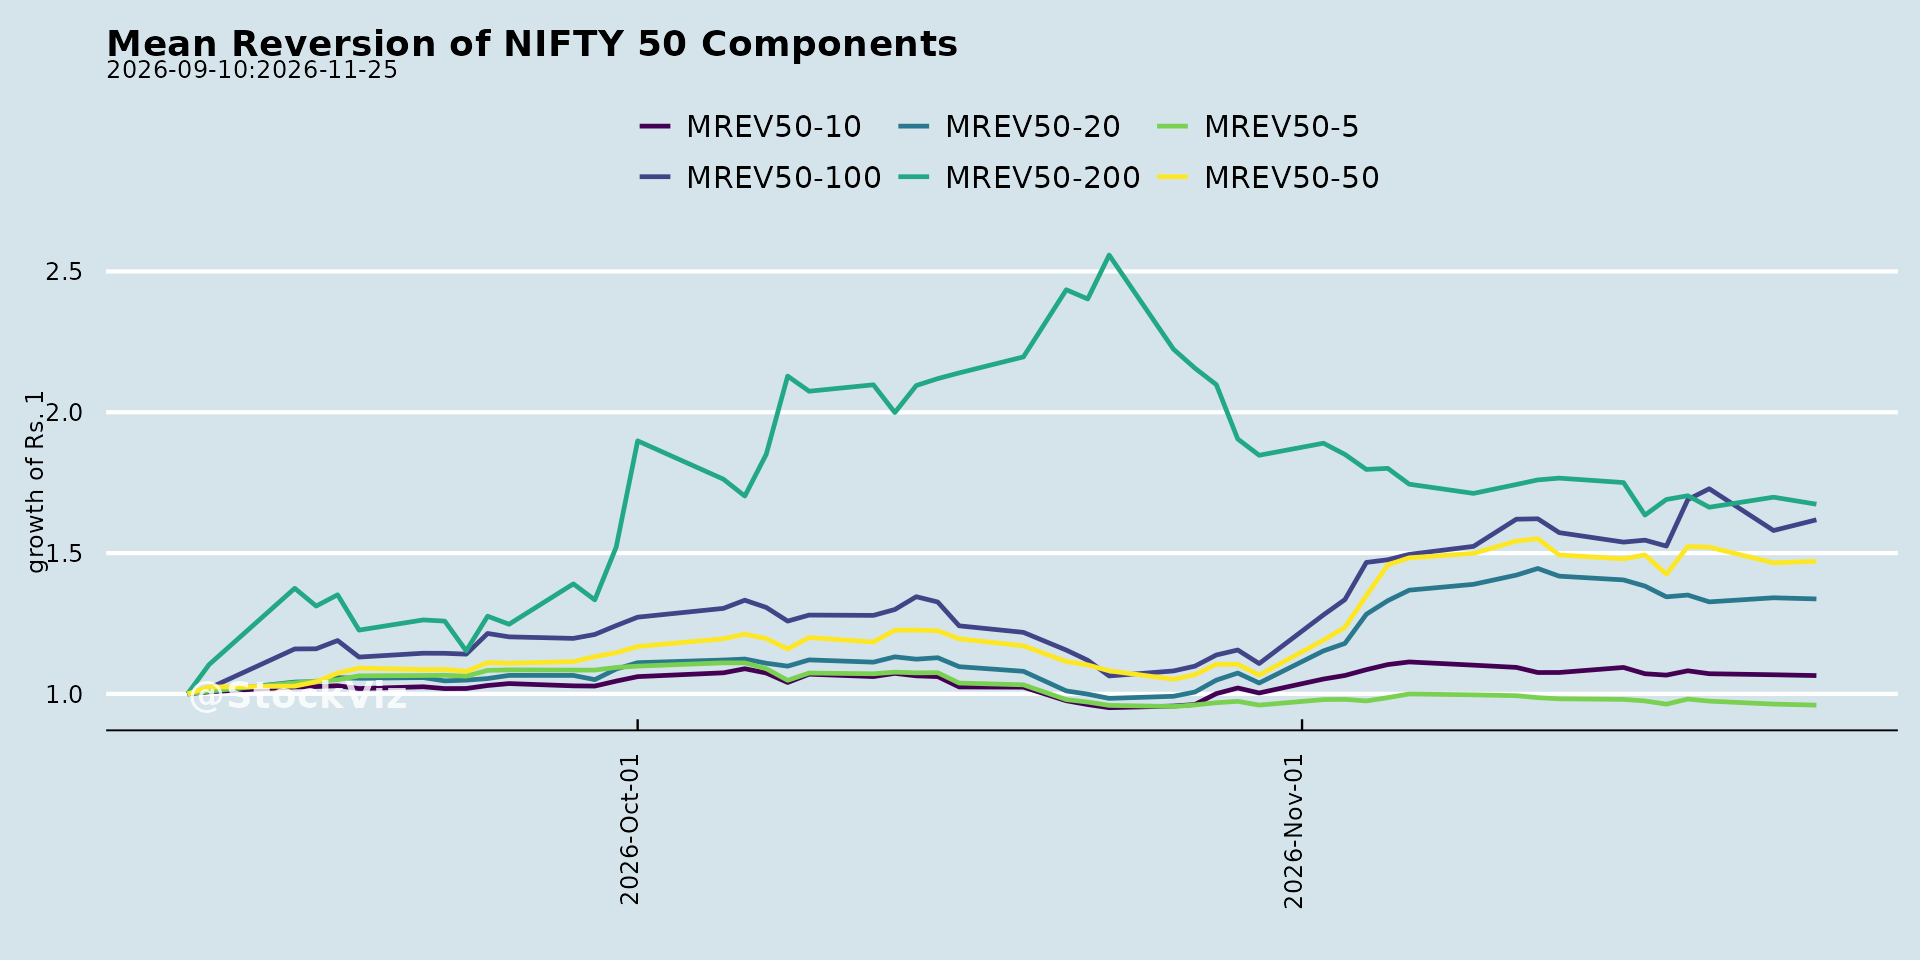 Mean Reversion of NIFTY 50 Components
2026-09-10:2026-11-25
MREV50-10 MREV50-20 MREV50-5
MREV50-100 MREV50-200 MREV50-50
growth of Rs. 1
2.5
2.0
1.5
1.0
@StockViz
2026-Oct-01
2026-Nov-01